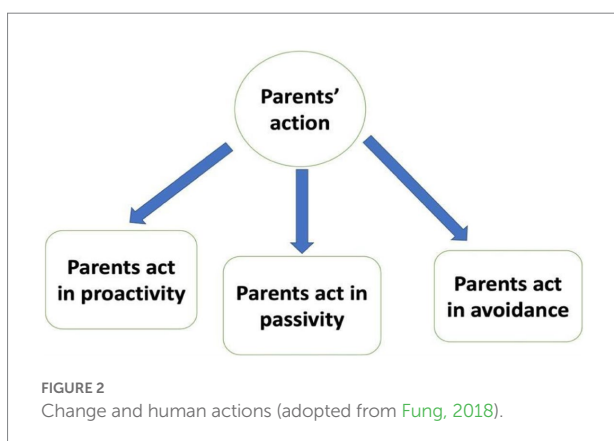 Parents'
action
Parents act
in proactivity
Parents act in
passivity
Parents act
in avoidance
FIGURE 2
Change and human actions (adopted from Fung, 2018).